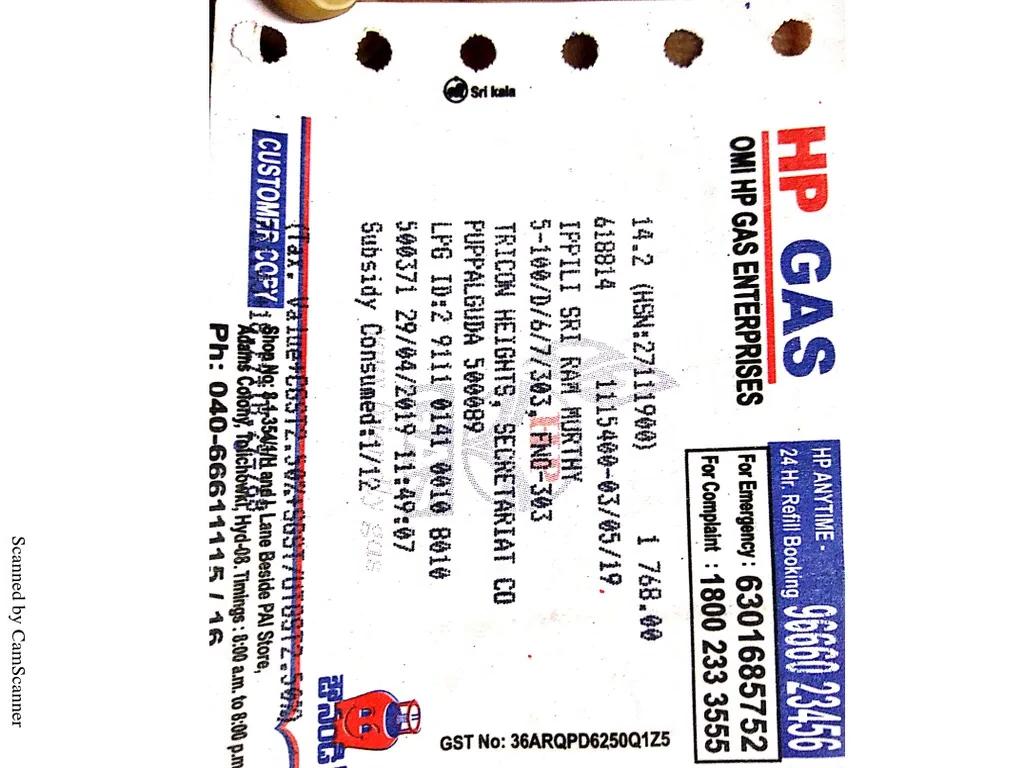 HP GAS
OMI HP GAS ENTERPRISES
HP ANYTIME -
24 Hr. Refill Booking 96660 23456
For Emergency : 6301685752
For Complaint : 1800 233 3555
14.2 (HSN:27111900) 1 768.00
618814 1115400-03/05/19
IPPILI SRI RAM MURTHY
5-100/D/6/7/303,FNO-303
TRICON HEIGHTS, SECRETARIAT CO
PUPPALGUDA 500089
LPG ID:2 9111 0141 0010 8010
500371 29/04/2019 11:49:07
Subsidy Consumed:1/12
GST No: 36ARQPD6250Q1Z5
Sri kala
(Tax. Value+CGST2.50%+SGST/UTGST2.50%)
CUSTOMER COPY
Shop No: 8-1-354/1/N and J, Lane Beside PAI Store,
Adams Colony, Tolichowki, Hyd-08. Timings : 8:00 a.m. to 8:00 p.m
Ph: 040-66611115 / 16
Scanned by CamScanner